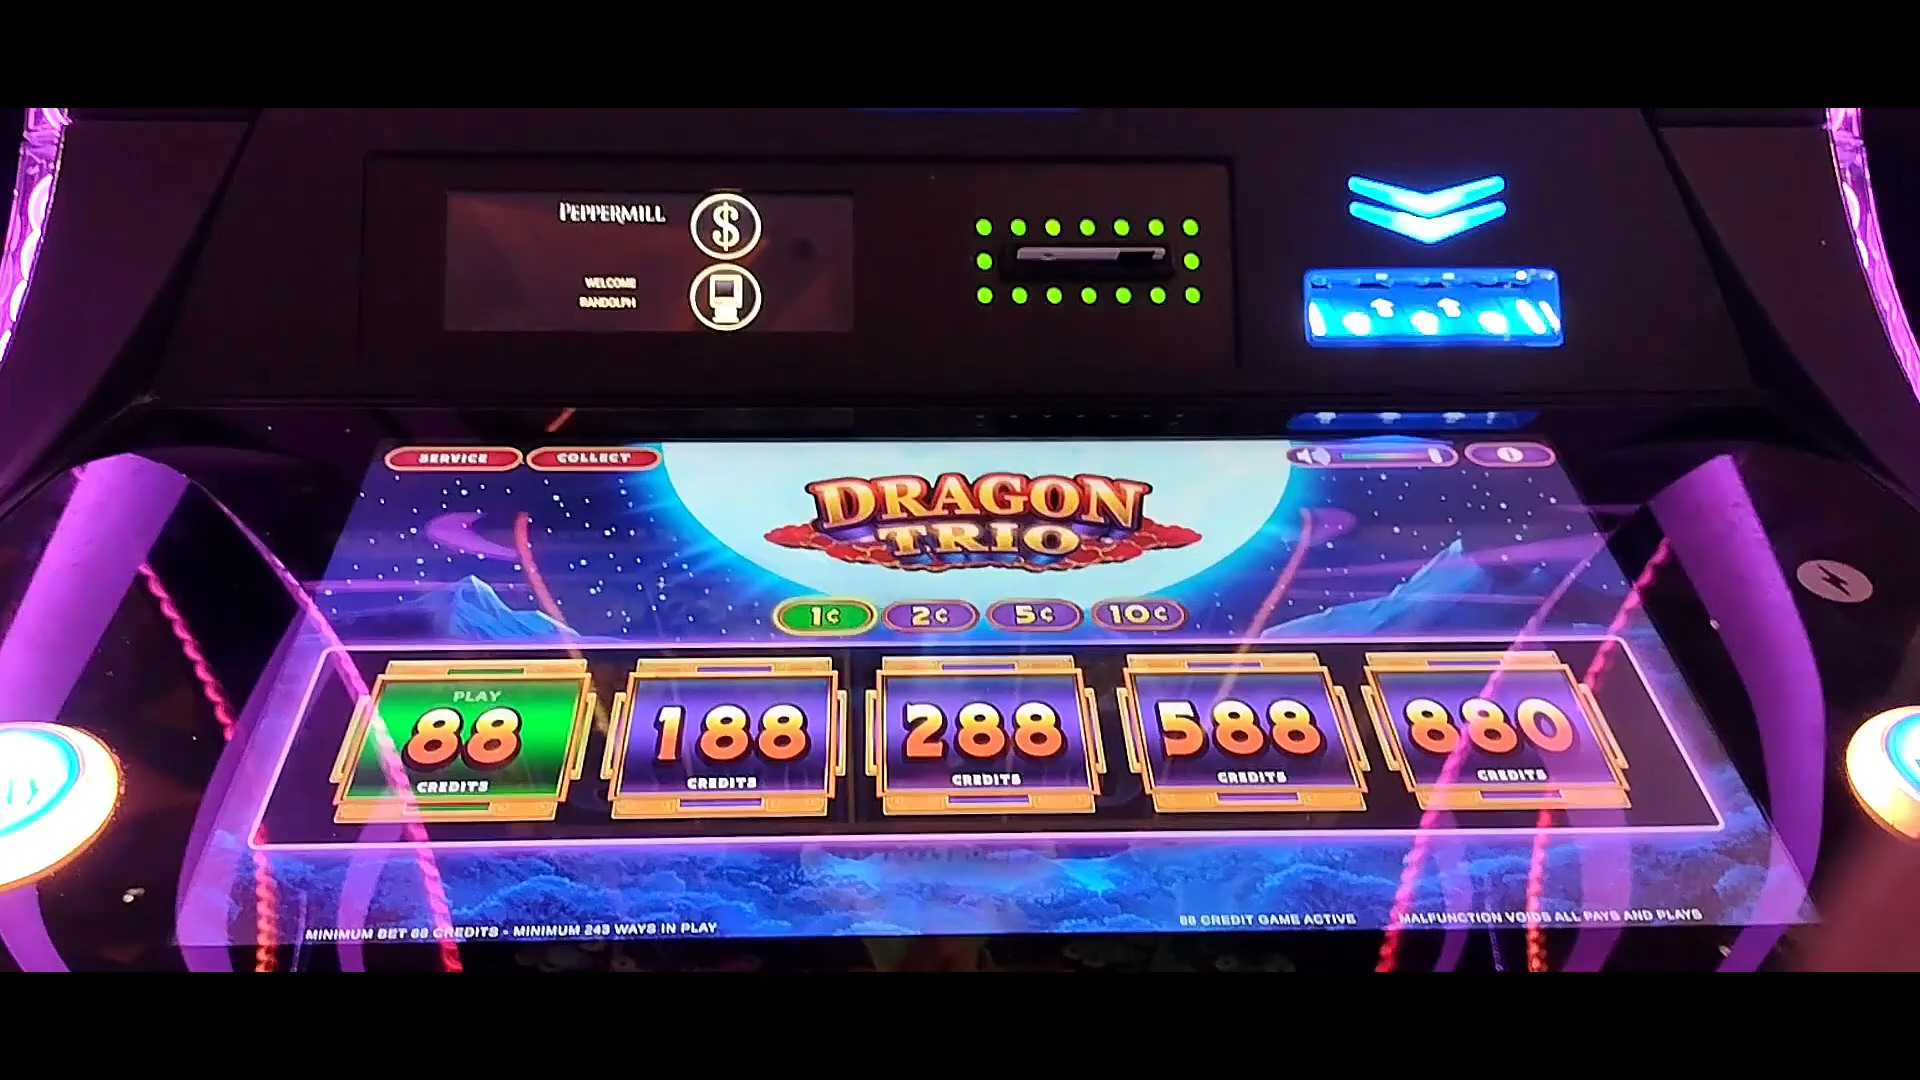 PEPPERMILL
$
WELCOME
RANDOLPH
SERVICE
COLLECT
i
DRAGON
TRIO
1¢
2¢
5¢
10¢
PLAY
88
CREDITS
188
CREDITS
288
CREDITS
588
CREDITS
880
CREDITS
MINIMUM BET 88 CREDITS - MINIMUM 243 WAYS IN PLAY
88 CREDIT GAME ACTIVE
MALFUNCTION VOIDS ALL PAYS AND PLAYS